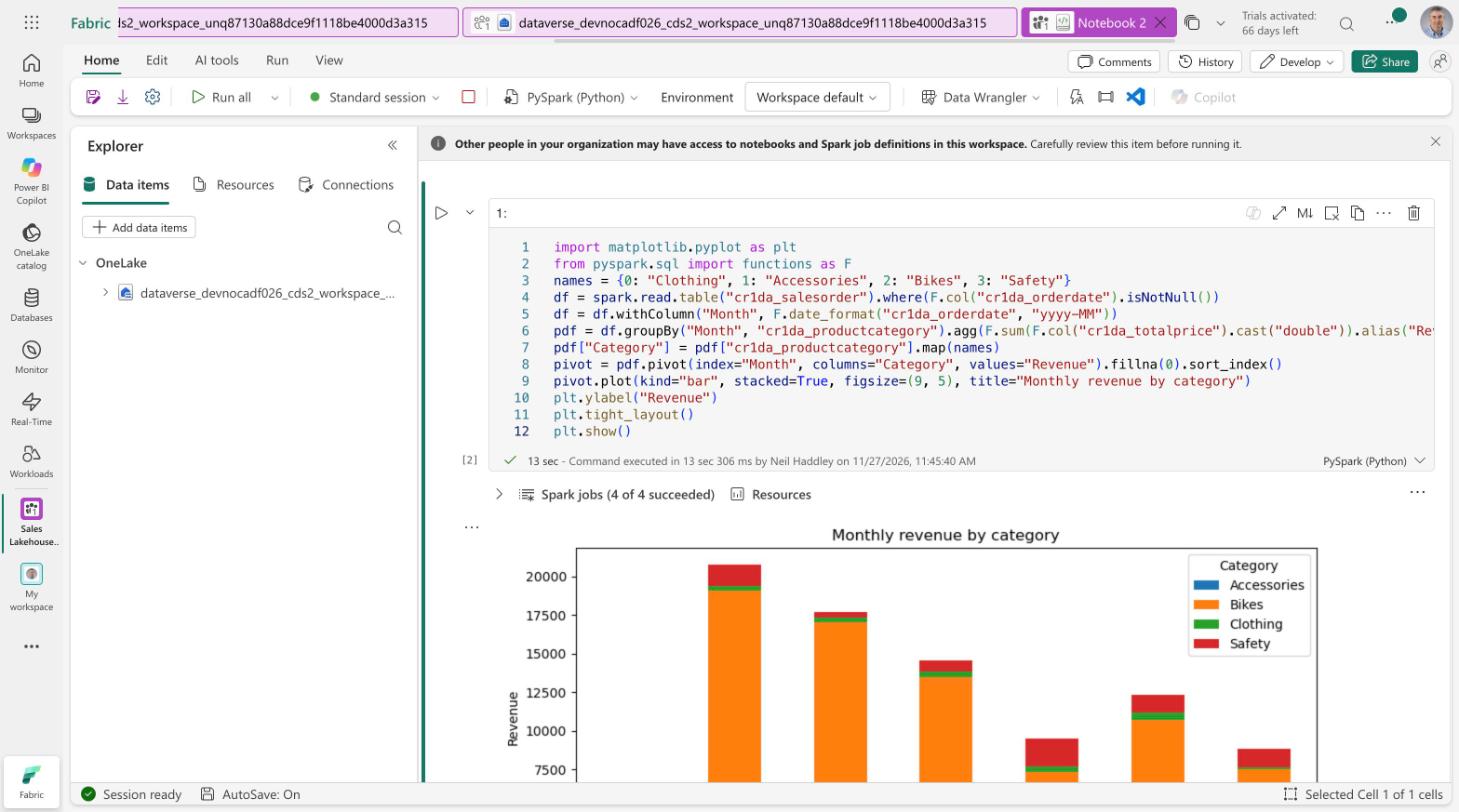 Fabric
ds2_workspace_unq87130a88dce9f1118be4000d3a315
dataverse_devnocadf026_cds2_workspace_unq87130a88dce9f1118be4000d3a315
Notebook 2
Trials activated:
66 days left
Home
Edit
AI tools
Run
View
Comments
History
Develop
Share
Run all
Standard session
PySpark (Python)
Environment
Workspace default
Data Wrangler
Copilot
Home
Workspaces
Power BI
Copilot
OneLake
catalog
Databases
Monitor
Real-Time
Workloads
Sales
Lakehouse..
My
workspace
Fabric
Explorer
Data items
Resources
Connections
Add data items
OneLake
dataverse_devnocadf026_cds2_workspace_...
Other people in your organization may have access to notebooks and Spark job definitions in this workspace. Carefully review this item before running it.
1:
M↓
1 import matplotlib.pyplot as plt
2 from pyspark.sql import functions as F
3 names = {0: "Clothing", 1: "Accessories", 2: "Bikes", 3: "Safety"}
4 df = spark.read.table("cr1da_salesorder").where(F.col("cr1da_orderdate").isNotNull())
5 df = df.withColumn("Month", F.date_format("cr1da_orderdate", "yyyy-MM"))
6 pdf = df.groupBy("Month", "cr1da_productcategory").agg(F.sum(F.col("cr1da_totalprice").cast("double")).alias("Re
7 pdf["Category"] = pdf["cr1da_productcategory"].map(names)
8 pivot = pdf.pivot(index="Month", columns="Category", values="Revenue").fillna(0).sort_index()
9 pivot.plot(kind="bar", stacked=True, figsize=(9, 5), title="Monthly revenue by category")
10 plt.ylabel("Revenue")
11 plt.tight_layout()
12 plt.show()
[2]
13 sec - Command executed in 13 sec 306 ms by Neil Haddley on 11/27/2026, 11:45:40 AM
PySpark (Python)
Spark jobs (4 of 4 succeeded)
Resources
Monthly revenue by category
Category
Accessories
Bikes
Clothing
Safety
20000
17500
15000
12500
10000
7500
Revenue
Session ready
AutoSave: On
Selected Cell 1 of 1 cells